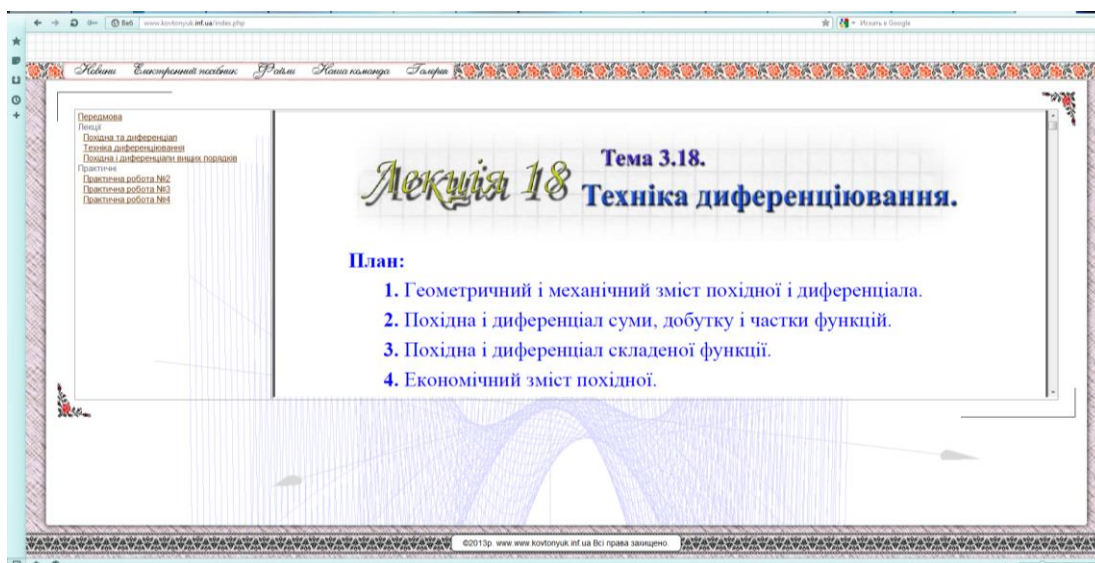 Веб
www.kovtonyuk.inf.ua/index.php
Искать в Google
Новини Електронний посібник Файли Наша команда Галерея
Передмова
Лекції
Похідна та диференціал
Техніка диференціювання
Похідна і диференціали вищих порядків
Практичні
Практична робота №2
Практична робота №3
Практична робота №4
Лекція 18
Тема 3.18.
Техніка диференціювання.
План:
1. Геометричний і механічний зміст похідної і диференціала.
2. Похідна і диференціал суми, добутку і частки функцій.
3. Похідна і диференціал складеної функції.
4. Економічний зміст похідної.
©2013р. www www.kovtonyuk.inf.ua Всі права захищено